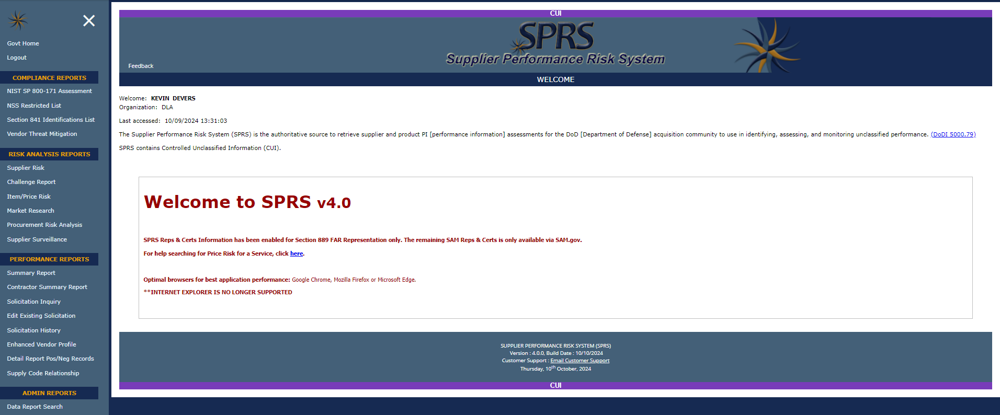 Govt Home
Logout
COMPLIANCE REPORTS
NIST SP 800-171 Assessment
NSS Restricted List
Section 841 Identifications List
Vendor Threat Mitigation
RISK ANALYSIS REPORTS
Supplier Risk
Challenge Report
Item/Price Risk
Market Research
Procurement Risk Analysis
Supplier Surveillance
PERFORMANCE REPORTS
Summary Report
Contractor Summary Report
Solicitation Inquiry
Edit Existing Solicitation
Solicitation History
Enhanced Vendor Profile
Detail Report Pos/Neg Records
Supply Code Relationship
ADMIN REPORTS
Data Report Search
CUI
SPRS
Supplier Performance Risk System
Feedback
WELCOME
Welcome: KEVIN DEVERS
Organization: DLA
Last accessed: 10/09/2024 13:31:03
The Supplier Performance Risk System (SPRS) is the authoritative source to retrieve supplier and product PI [performance information] assessments for the DoD [Department of Defense] acquisition community to use in identifying, assessing, and monitoring unclassified performance. (DoDI 5000.79)
SPRS contains Controlled Unclassified Information (CUI).
Welcome to SPRS v4.0
SPRS Reps & Certs Information has been enabled for Section 889 FAR Representation only. The remaining SAM Reps & Certs is only available via SAM.gov.
For help searching for Price Risk for a Service, click here.
Optimal browsers for best application performance: Google Chrome, Mozilla Firefox or Microsoft Edge.
**INTERNET EXPLORER IS NO LONGER SUPPORTED
SUPPLIER PERFORMANCE RISK SYSTEM (SPRS)
Version : 4.0.0, Build Date : 10/10/2024
Customer Support : Email Customer Support
Thursday, 10th October, 2024
CUI